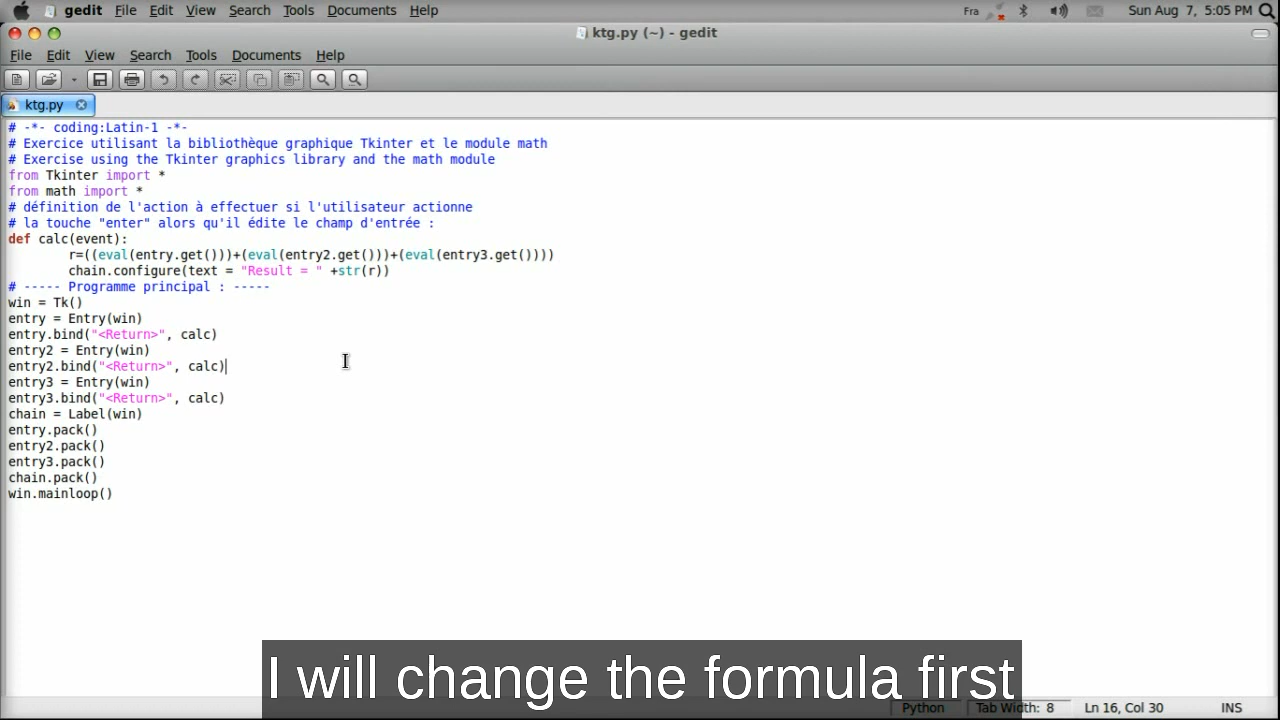 gedit File Edit View Search Tools Documents Help Fra Sun Aug 7, 5:05 PM
ktg.py (~) - gedit
File Edit View Search Tools Documents Help
ktg.py
# -*- coding:Latin-1 -*-
# Exercice utilisant la bibliothèque graphique Tkinter et le module math
# Exercise using the Tkinter graphics library and the math module
from Tkinter import *
from math import *
# définition de l'action à effectuer si l'utilisateur actionne
# la touche "enter" alors qu'il édite le champ d'entrée :
def calc(event):
        r=((eval(entry.get()))+(eval(entry2.get()))+(eval(entry3.get())))
        chain.configure(text = "Result = " +str(r))
# ----- Programme principal : -----
win = Tk()
entry = Entry(win)
entry.bind("<Return>", calc)
entry2 = Entry(win)
entry2.bind("<Return>", calc)
entry3 = Entry(win)
entry3.bind("<Return>", calc)
chain = Label(win)
entry.pack()
entry2.pack()
entry3.pack()
chain.pack()
win.mainloop()
I will change the formula first
Python Tab Width: 8 Ln 16, Col 30 INS